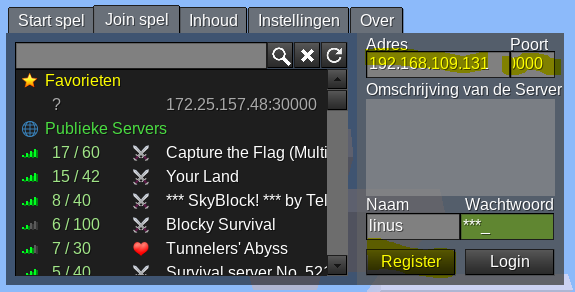 Start spel Join spel Inhoud Instellingen Over
Adres Poort
192.168.109.131 0000
Omschrijving van de Server
Favorieten
? 172.25.157.48:30000
Publieke Servers
17 / 60 Capture the Flag (Multi
15 / 42 Your Land
8 / 40 *** SkyBlock! *** by Tel
6 / 100 Blocky Survival
7 / 30 Tunnelers' Abyss
5 / 40 Survival server No. 521
Naam Wachtwoord
linus ***_
Register Login